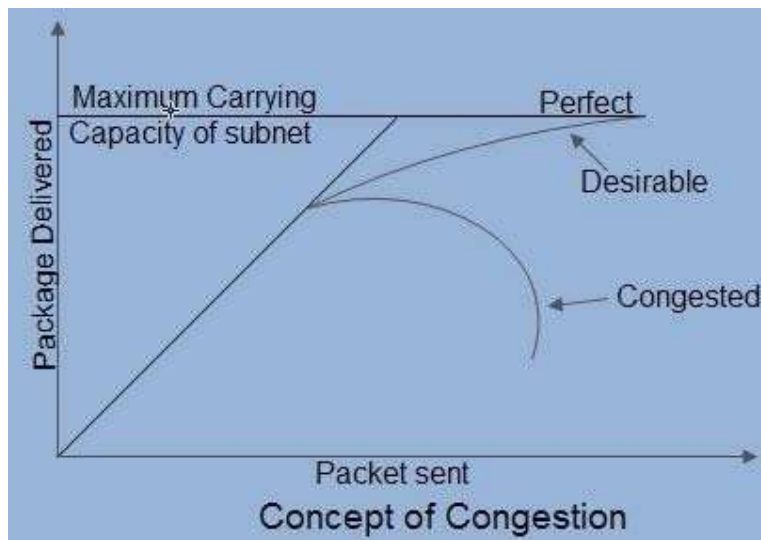 Maximum Carrying
Capacity of subnet
Perfect
Desirable
Congested
Package Delivered
Packet sent
Concept of Congestion